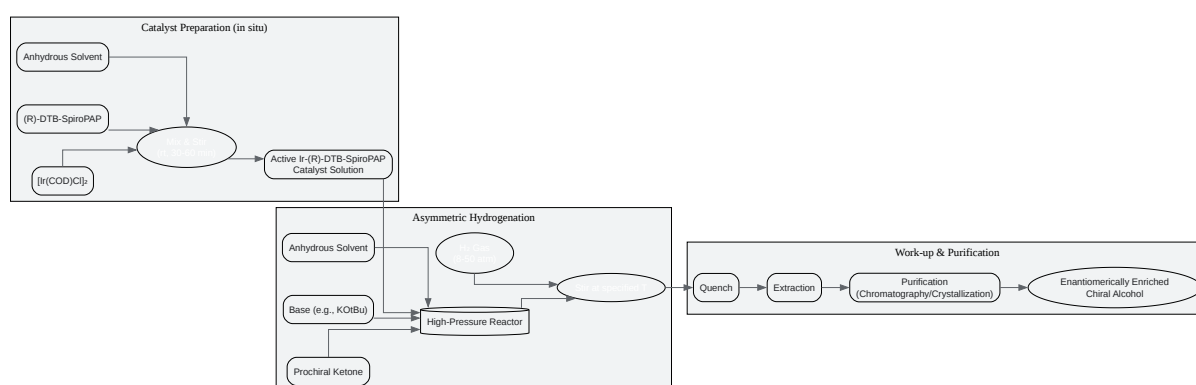 Catalyst Preparation (in situ)
Anhydrous Solvent
(R)-DTB-SpiroPAP
[Ir(COD)Cl]₂
Active Ir-(R)-DTB-SpiroPAP
Catalyst Solution
Asymmetric Hydrogenation
Anhydrous Solvent
H₂ Gas
Base (e.g., KOtBu)
High-Pressure Reactor
Prochiral Ketone
Work-up & Purification
Quench
Extraction
Purification
(Chromatography/Crystallization)
Enantiomerically Enriched
Chiral Alcohol